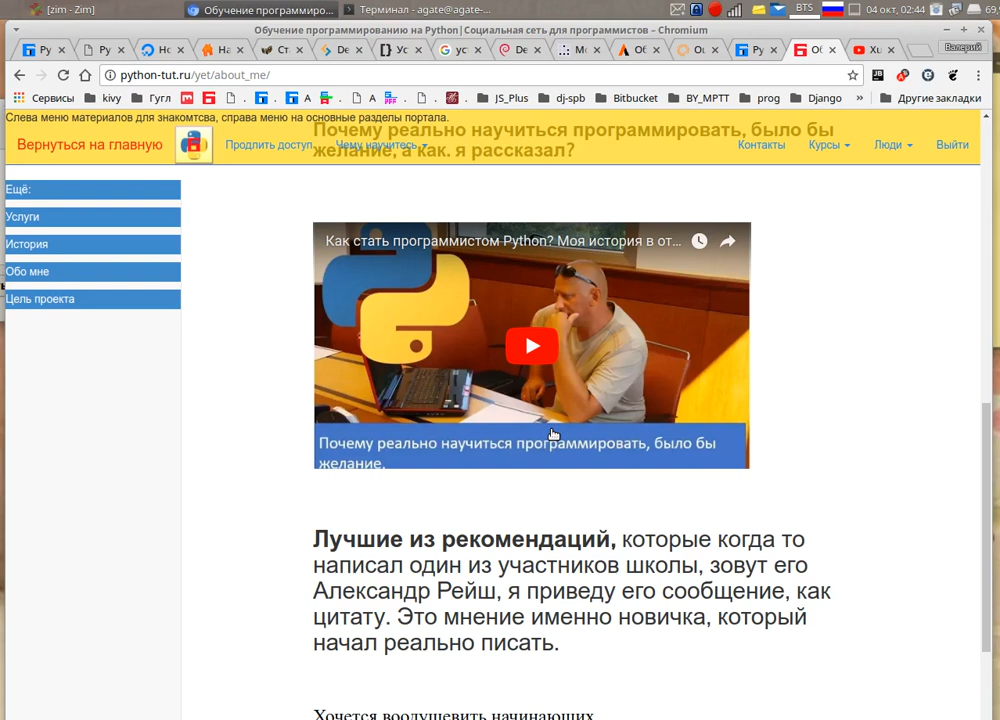 [zim - Zim]
Обучение программиро...
Терминал - agate@agate-...
BTS
04 окт, 02:44
69,
Обучение программированию на Python|Социальная сеть для программистов – Chromium
Валерий
python-tut.ru/yet/about_me/
Сервисы
kivy
Гугл
JS_Plus
dj-spb
Bitbucket
BY_MPTT
prog
Django
»
Другие закладки
Слева меню материалов для знакомтсва, справа меню на основные разделы портала.
Вернуться на главную
Продлить доступ
Чему научитесь
Контакты
Курсы
Люди
Выйти
Почему реально научиться программировать, было бы
желание, а как. я рассказал?
Ещё:
Услуги
История
Обо мне
Цель проекта
Как стать программистом Python? Моя история в от...
Почему реально научиться программировать, было бы
желание.
Лучшие из рекомендаций, которые когда то
написал один из участников школы, зовут его
Александр Рейш, я приведу его сообщение, как
цитату. Это мнение именно новичка, который
начал реально писать.
Хочется воодушевить начинающих